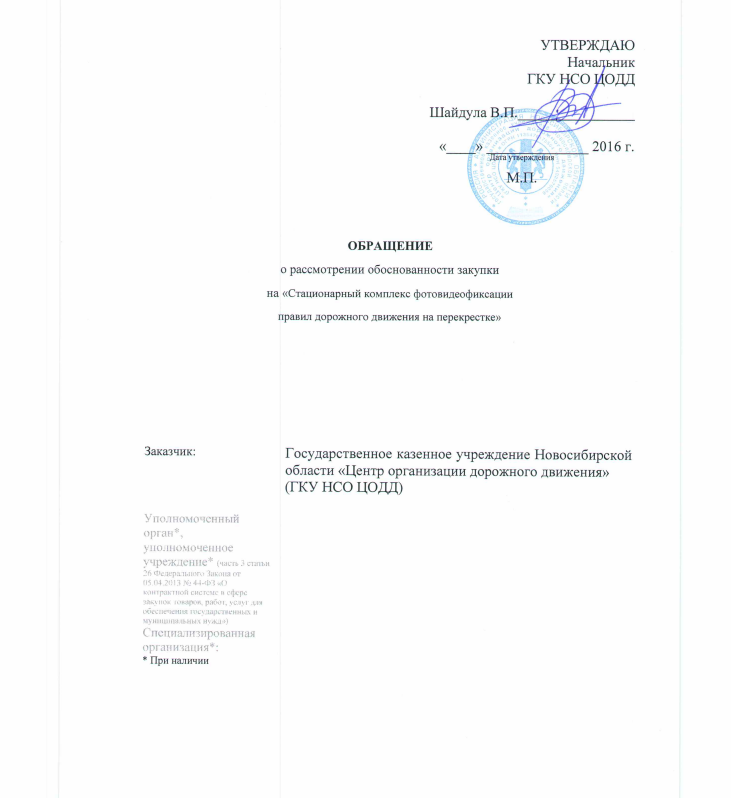 УТВЕРЖДАЮ
Начальник
ГКУ НСО ЦОДД
Шайдула В.П.________________
«____» ______________ 2016 г.
Дата утверждения
М.П.
ОБРАЩЕНИЕ
о рассмотрении обоснованности закупки
на «Стационарный комплекс фотовидеофиксации
правил дорожного движения на перекрестке»
Заказчик:
Государственное казенное учреждение Новосибирской
области «Центр организации дорожного движения»
(ГКУ НСО ЦОДД)
Уполномоченный
орган*,
уполномоченное
учреждение* (часть 3 статьи
26 Федерального Закона от
05.04.2013 № 44-ФЗ «О
контрактной системе в сфере
закупок товаров, работ, услуг для
обеспечения государственных и
муниципальных нужд»)
Специализированная
организация*:
* При наличии